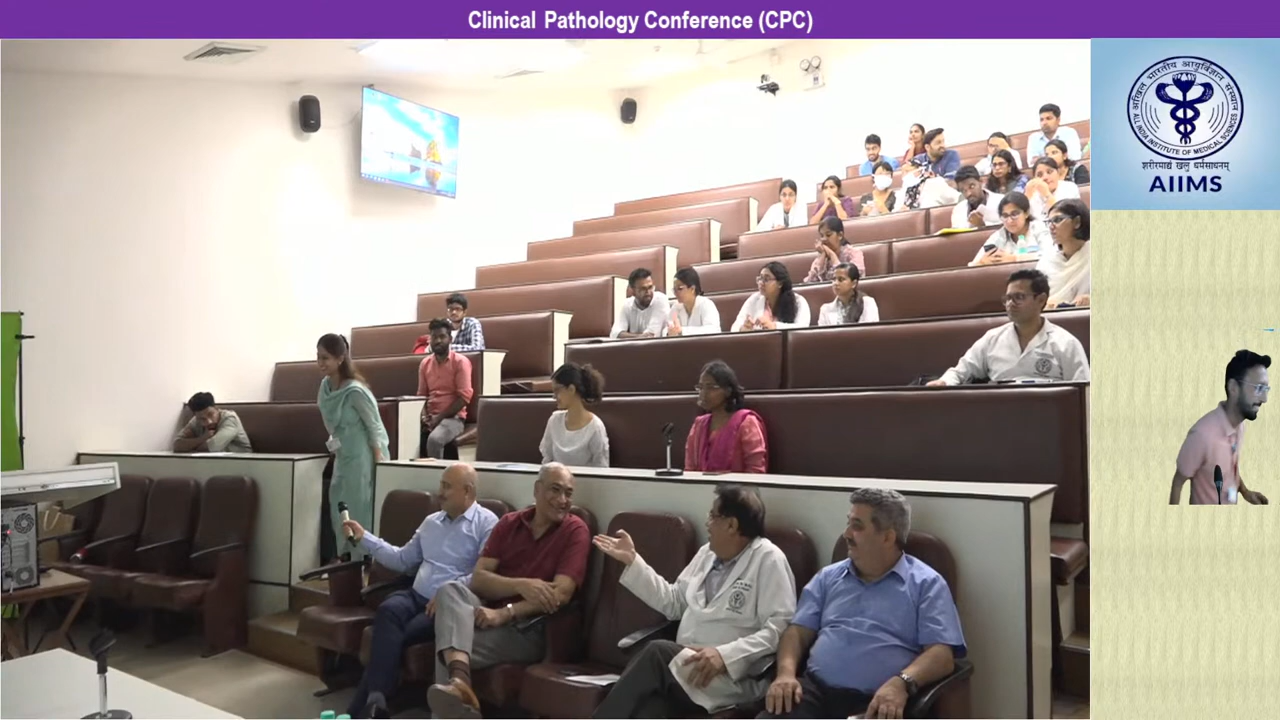 Clinical Pathology Conference (CPC)
अखिल भारतीय आयुर्विज्ञान संस्थान
ALL INDIA INSTITUTE OF MEDICAL SCIENCES
शरीरमाद्यं खलु धर्मसाधनम्
AIIMS